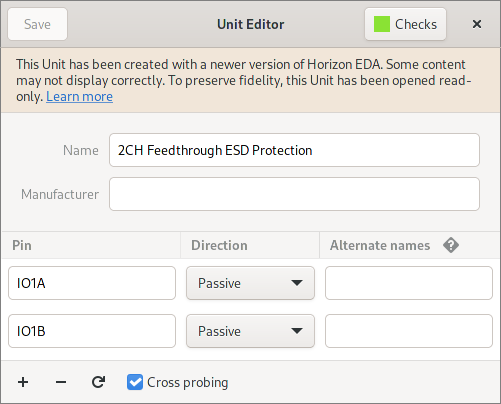 Save Unit Editor Checks
This Unit has been created with a newer version of Horizon EDA. Some content
may not display correctly. To preserve fidelity, this Unit has been opened read-
only. Learn more
Name 2CH Feedthrough ESD Protection
Manufacturer
Pin Direction Alternate names ?
IO1A Passive
IO1B Passive
Cross probing